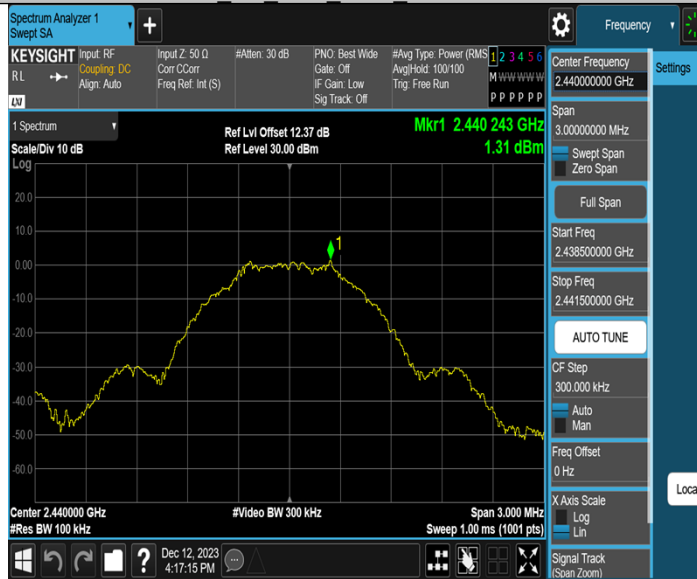 Spectrum Analyzer 1
Swept SA
+
Frequency
KEYSIGHT
RL
LXI
Input: RF
Coupling: DC
Align: Auto
Input Z: 50 Ω
Corr CCorr
Freq Ref: Int (S)
#Atten: 30 dB
PNO: Best Wide
Gate: Off
IF Gain: Low
Sig Track: Off
#Avg Type: Power (RMS
Avg|Hold: 100/100
Trig: Free Run
1 2 3 4 5 6
M W W W W W
P P P P P P
Center Frequency
2.440000000 GHz
Settings
Span
3.00000000 MHz
Swept Span
Zero Span
Full Span
Start Freq
2.438500000 GHz
Stop Freq
2.441500000 GHz
AUTO TUNE
CF Step
300.000 kHz
Auto
Man
Freq Offset
0 Hz
X Axis Scale
Log
Lin
Signal Track
(Span Zoom)
Loca
1 Spectrum
Scale/Div 10 dB
Log
Ref Lvl Offset 12.37 dB
Ref Level 30.00 dBm
Mkr1 2.440 243 GHz
1.31 dBm
20.0
10.0
0.00
-10.0
-20.0
-30.0
-40.0
-50.0
-60.0
1
Center 2.440000 GHz
#Res BW 100 kHz
#Video BW 300 kHz
Span 3.000 MHz
Sweep 1.00 ms (1001 pts)
?
Dec 12, 2023
4:17:15 PM